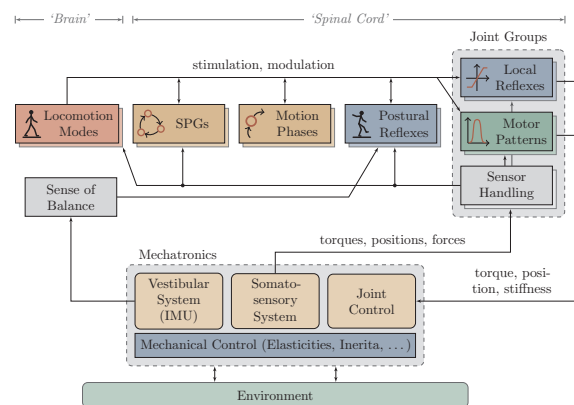 ‘Brain’
‘Spinal Cord’
Joint Groups
stimulation, modulation
Local
Reflexes
Locomotion
Modes
SPGs
Motion
Phases
Postural
Reflexes
Motor
Patterns
Sensor
Handling
Sense of
Balance
torques, positions, forces
Mechatronics
torque, posi-
tion, stiffness
Vestibular
System
(IMU)
Somato-
sensory
System
Joint
Control
Mechanical Control (Elasticities, Inerita, . . . )
Environment